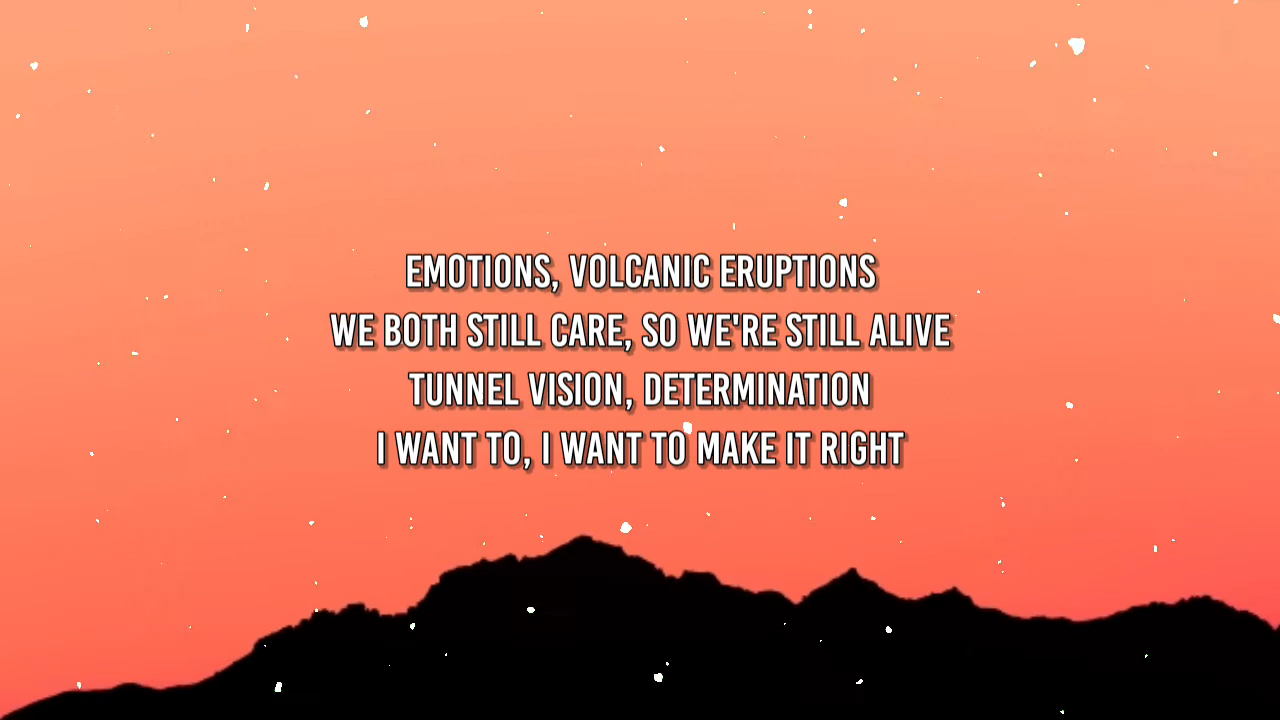 EMOTIONS, VOLCANIC ERUPTIONS
WE BOTH STILL CARE, SO WE'RE STILL ALIVE
TUNNEL VISION, DETERMINATION
I WANT TO, I WANT TO MAKE IT RIGHT